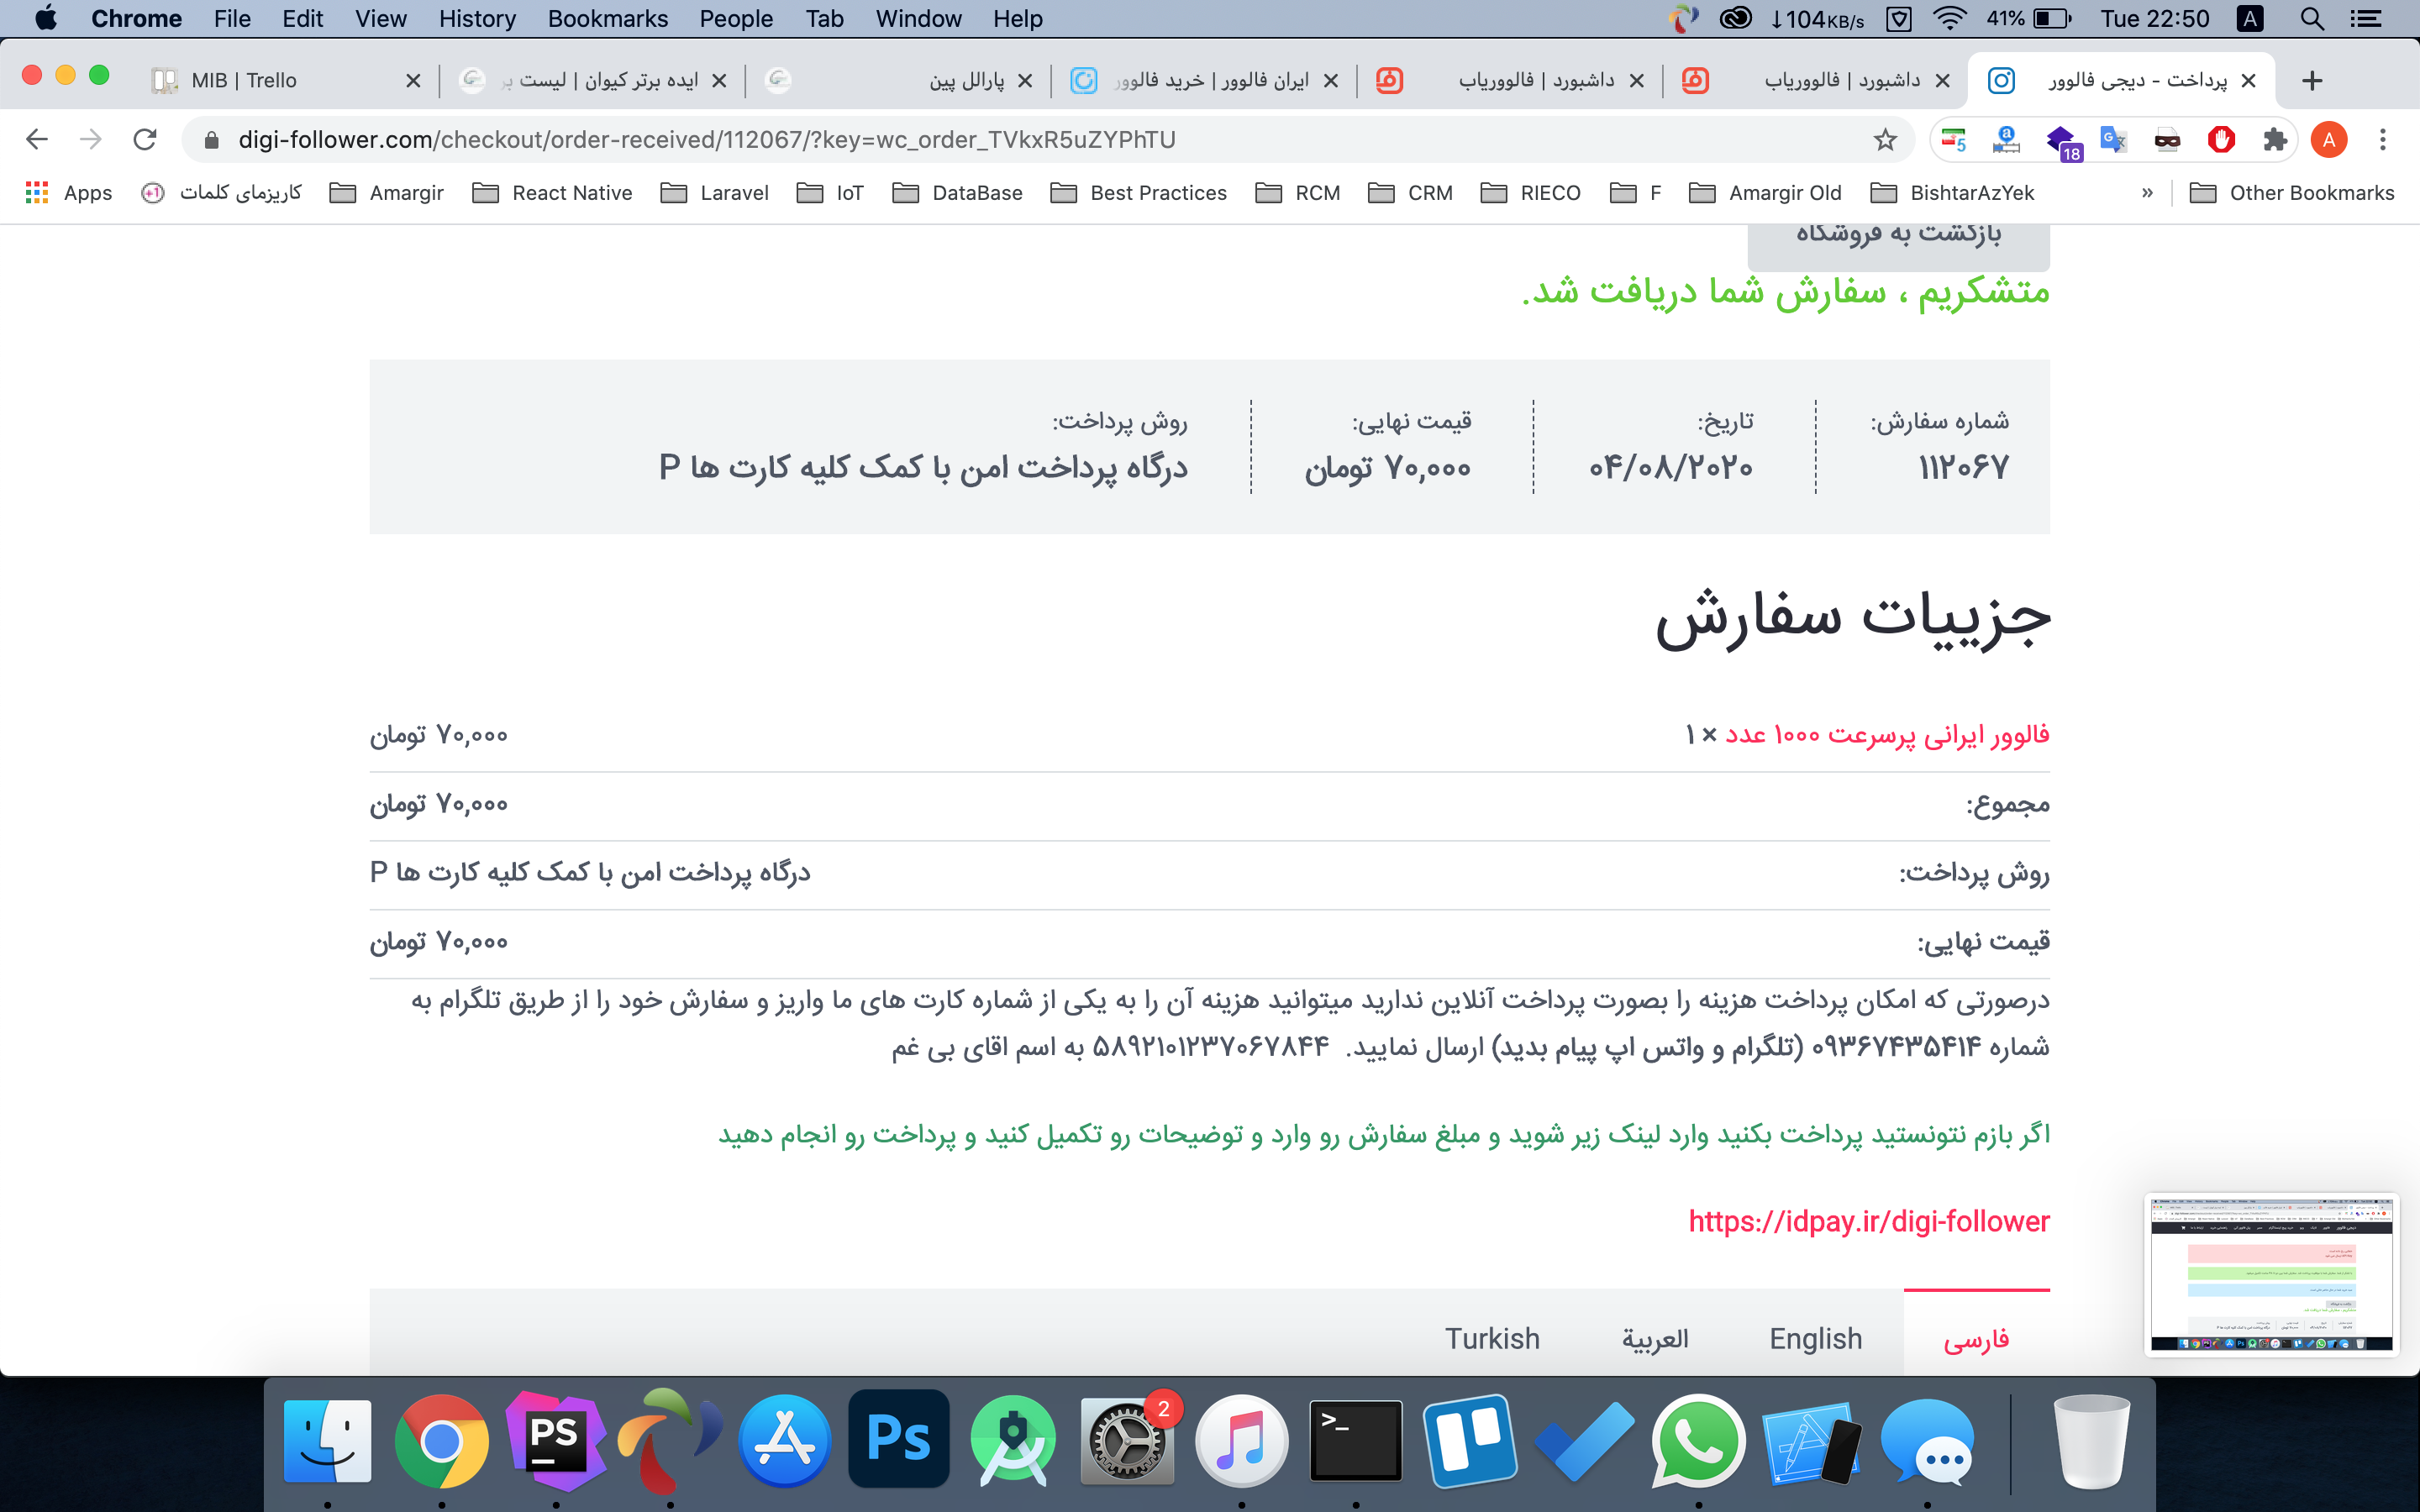 Chrome File Edit View History Bookmarks People Tab Window Help ↓104KB/s 41% Tue 22:50 A
MIB | Trello
ایده برتر کیوان | لیست بر
پارالل پین
ایران فالوور | خرید فالوور
داشبورد | فالووریاب
داشبورد | فالووریاب
پرداخت - دیجی فالوور
digi-follower.com/checkout/order-received/112067/?key=wc_order_TVkxR5uZYPhTU
5
18
A
Apps کاریزمای کلمات Amargir React Native Laravel IoT DataBase Best Practices RCM CRM RIECO F Amargir Old BishtarAzYek » Other Bookmarks
بازگشت به فروشگاه
متشکریم ، سفارش شما دریافت شد.
شماره سفارش: تاریخ: قیمت نهایی: روش پرداخت:
۱۱۲۰۶۷ ۰۴/۰۸/۲۰۲۰ ۷۰,۰۰۰ تومان درگاه پرداخت امن با کمک کلیه کارت ها P
جزییات سفارش
فالوور ایرانی پرسرعت ۱۰۰۰ عدد × ۱ ۷۰,۰۰۰ تومان
مجموع: ۷۰,۰۰۰ تومان
روش پرداخت: درگاه پرداخت امن با کمک کلیه کارت ها P
قیمت نهایی: ۷۰,۰۰۰ تومان
درصورتی که امکان پرداخت هزینه را بصورت پرداخت آنلاین ندارید میتوانید هزینه آن را به یکی از شماره کارت های ما واریز و سفارش خود را از طریق تلگرام به
شماره ۰۹۳۶۷۴۳۵۴۱۴ (تلگرام و واتس اپ پیام بدید) ارسال نمایید. ۵۸۹۲۱۰۱۲۳۷۰۶۷۸۴۴ به اسم اقای بی غم
اگر بازم نتونستید پرداخت بکنید وارد لینک زیر شوید و مبلغ سفارش رو وارد و توضیحات رو تکمیل کنید و پرداخت رو انجام دهید
https://idpay.ir/digi-follower
فارسی English العربية Turkish
PS
Ps
2
>_